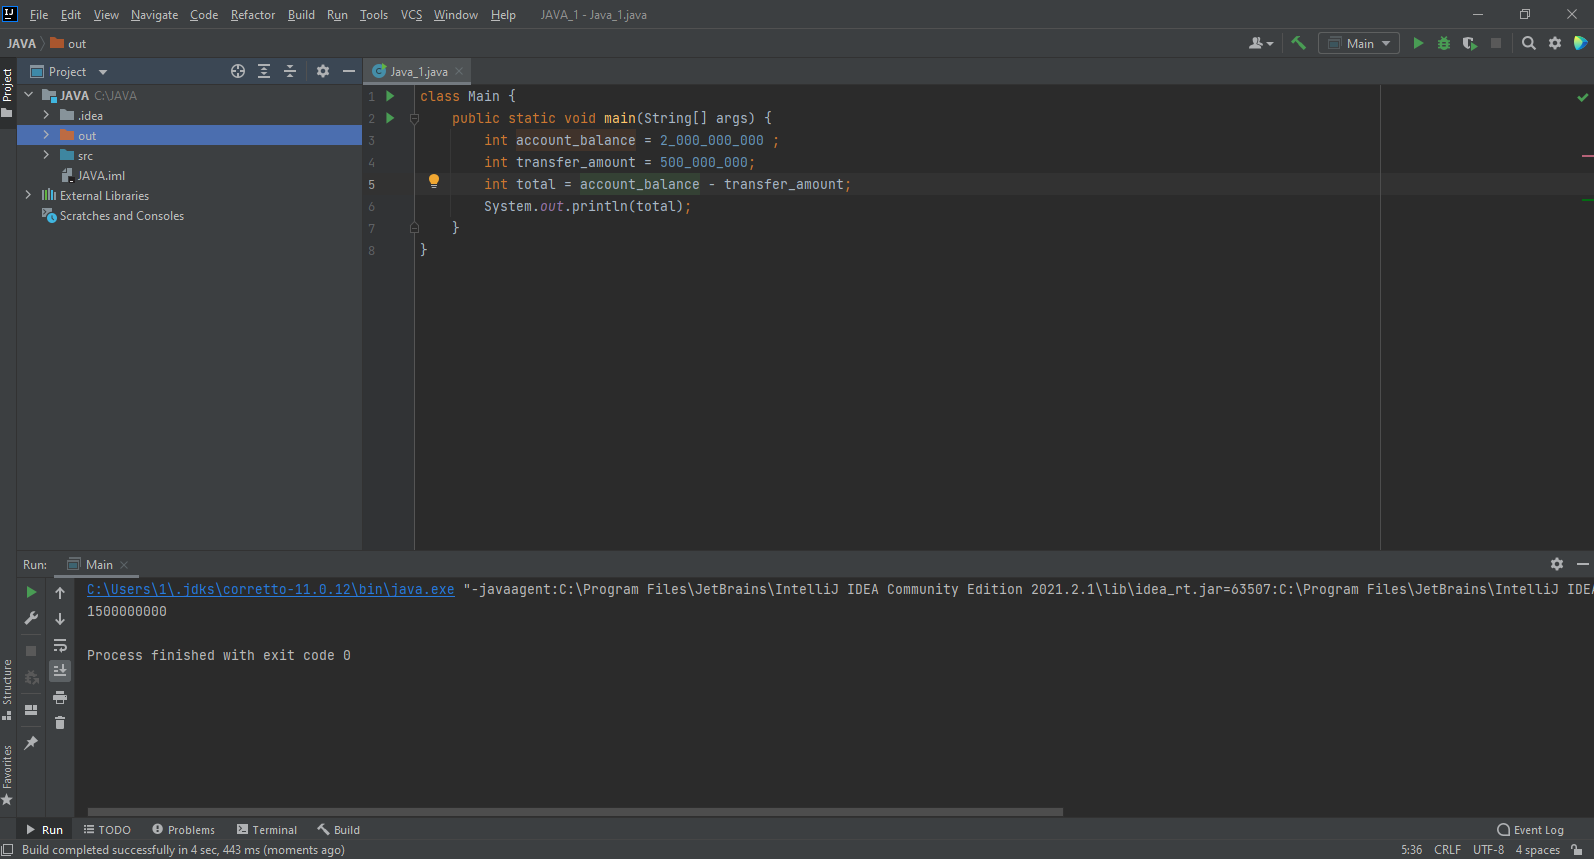 File Edit View Navigate Code Refactor Build Run Tools VCS Window Help JAVA_1 - Java_1.java
JAVA out
Main
Project
Project
Java_1.java
JAVA C:\JAVA
.idea
out
src
JAVA.iml
External Libraries
Scratches and Consoles
1 class Main {
2 public static void main(String[] args) {
3 int account_balance = 2_000_000_000 ;
4 int transfer_amount = 500_000_000;
5 int total = account_balance - transfer_amount;
6 System.out.println(total);
7 }
8 }
Run: Main
C:\Users\1\.jdks\corretto-11.0.12\bin\java.exe "-javaagent:C:\Program Files\JetBrains\IntelliJ IDEA Community Edition 2021.2.1\lib\idea_rt.jar=63507:C:\Program Files\JetBrains\IntelliJ IDEA
1500000000
Process finished with exit code 0
Structure
Favorites
Run TODO Problems Terminal Build Event Log
Build completed successfully in 4 sec, 443 ms (moments ago) 5:36 CRLF UTF-8 4 spaces